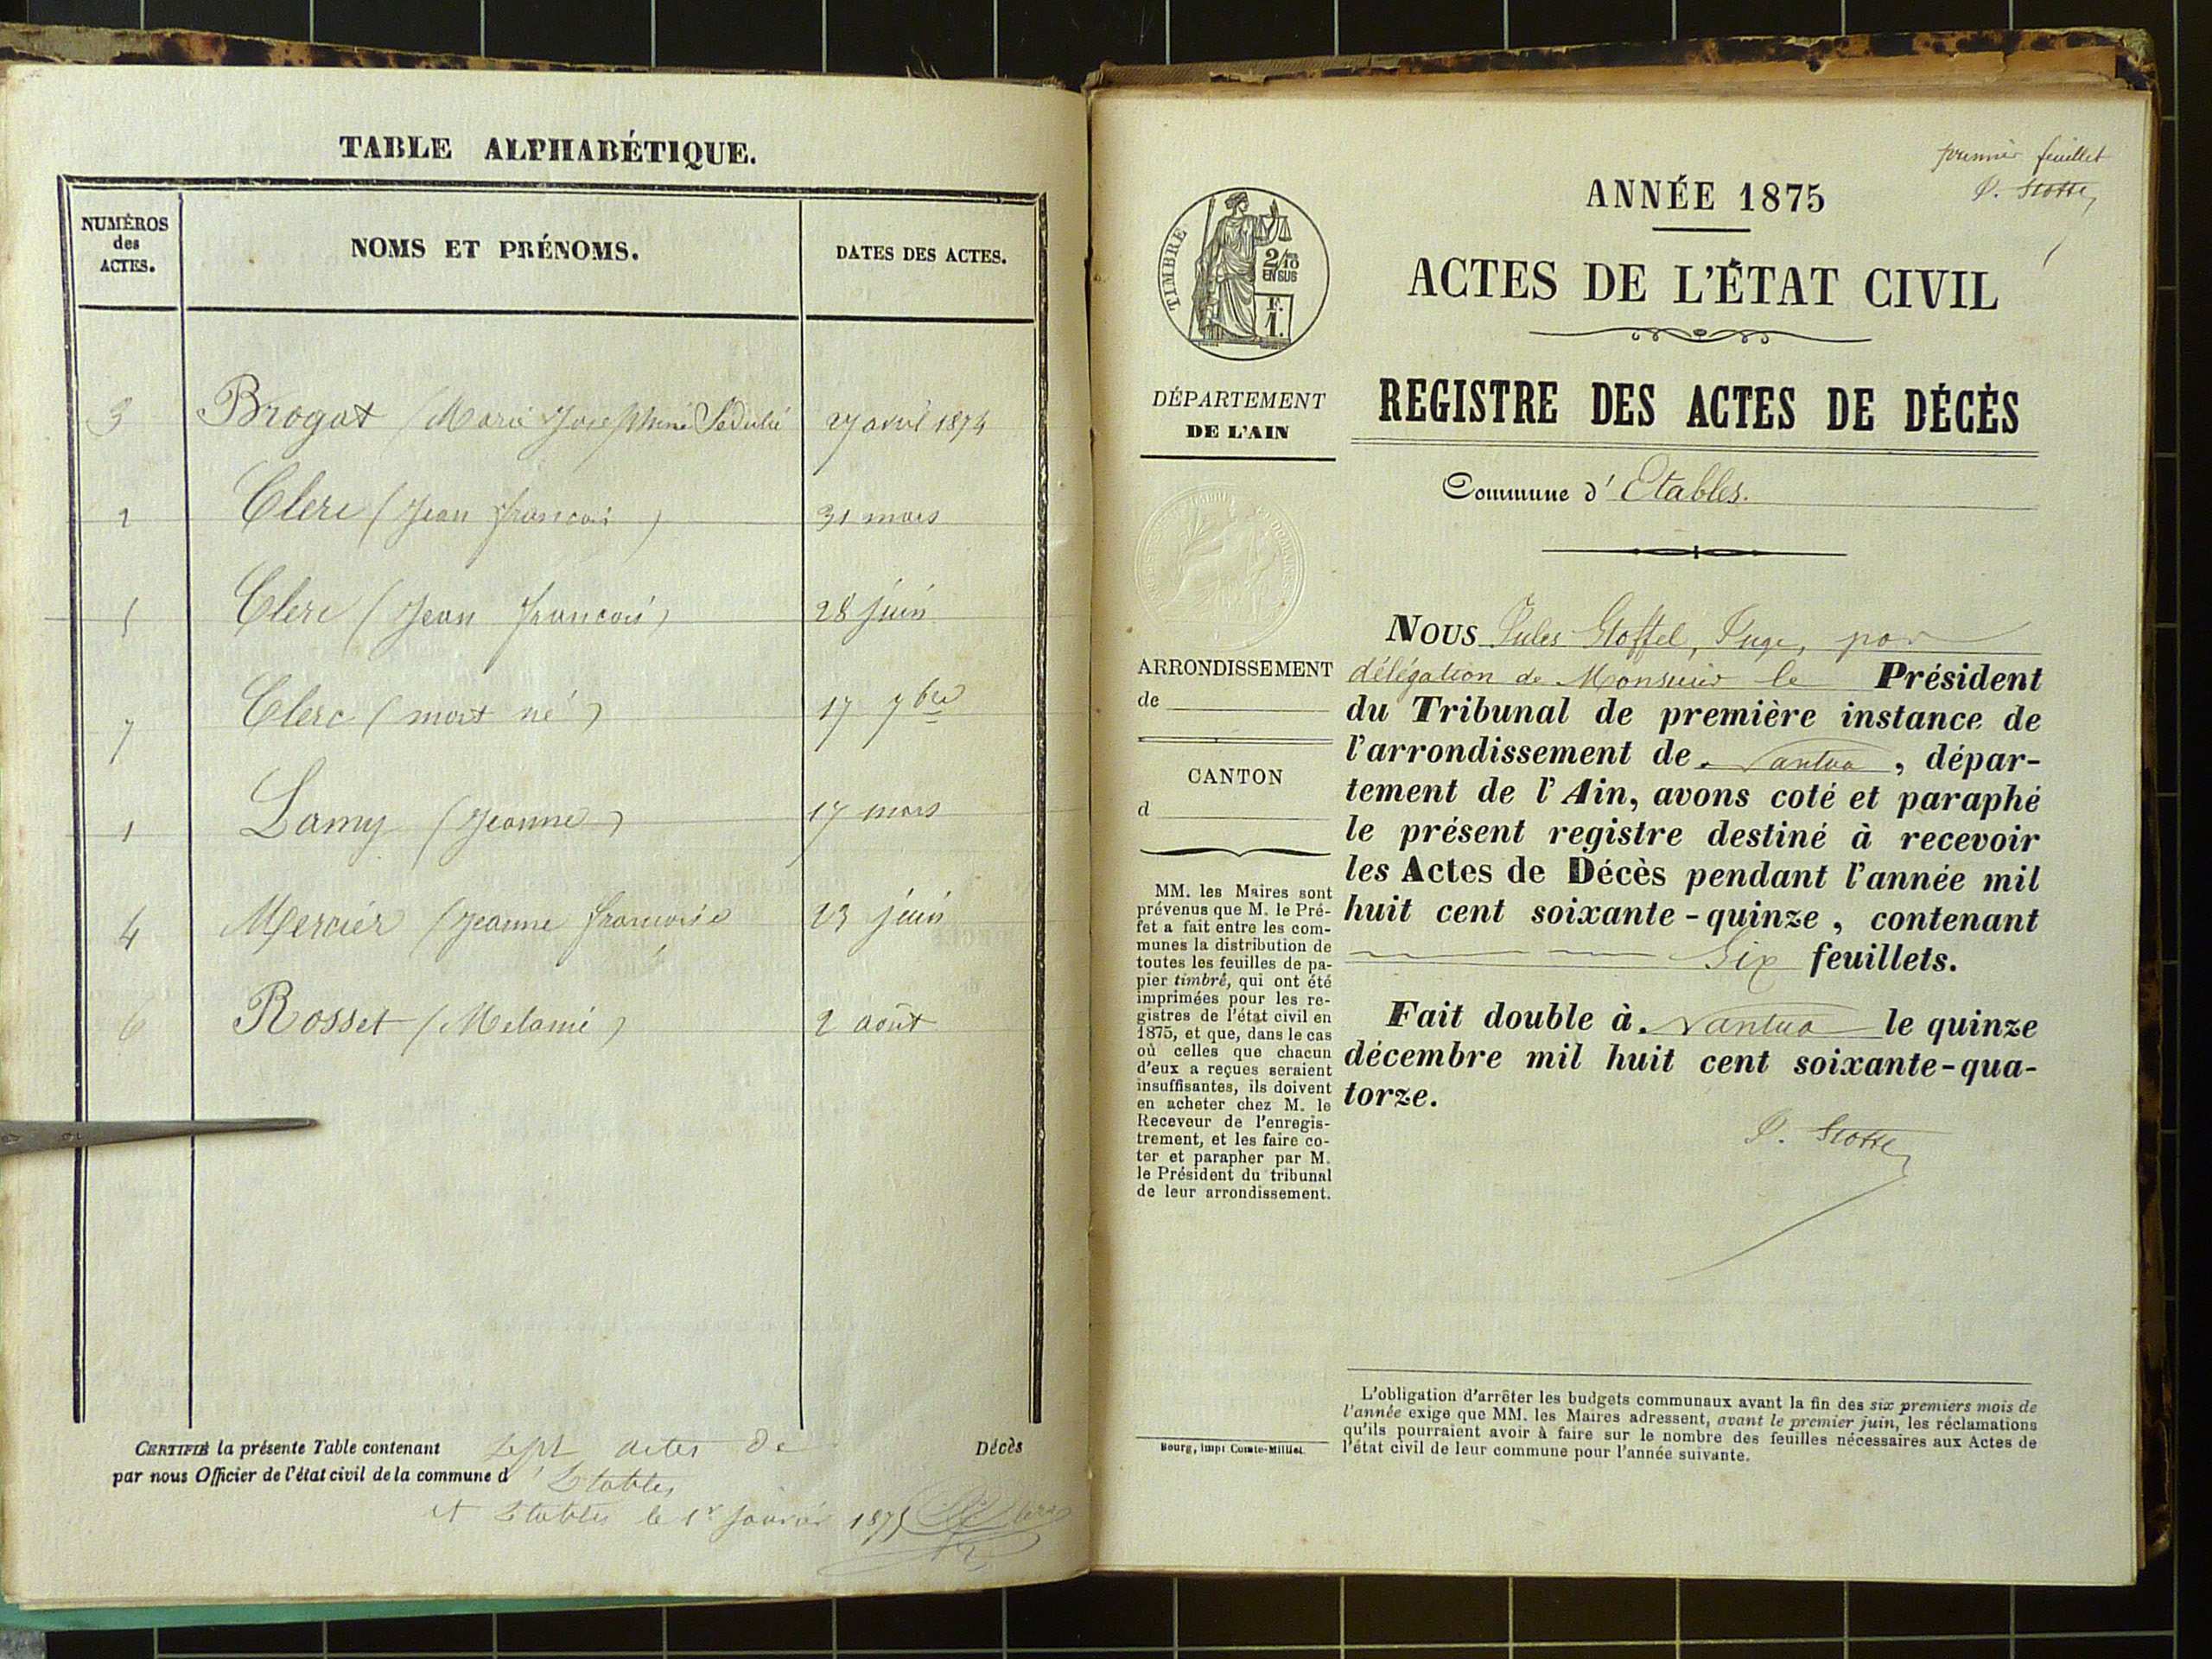 TABLE ALPHABÉTIQUE.
NUMÉROS des ACTES.
NOMS ET PRÉNOMS.
DATES DES ACTES.
3 Brogat (Marie Josephine 27 avril 1874
2 Clerc (Jean françois) 31 mars
5 Clerc (Jean françois) 28 juin
7 Clerc (mort né) 17 7bre
1 Lamy (Jeanne) 17 mars
4 Mercier (Jeanne françoise 23 juin
6 Rosset (Melanie) 2 août
CERTIFIÉ la présente Table contenant sept actes de Décès
par nous Officier de l'état civil de la commune d'Etables
A Etables le 1r janvier 1875 Clerc
premier feuillet
ANNÉE 1875
ACTES DE L'ÉTAT CIVIL
REGISTRE DES ACTES DE DÉCÈS
Commune d'Etables.
TIMBRE
2/10
EN SUS
F.
1.
DÉPARTEMENT
DE L'AIN
ARRONDISSEMENT
de
CANTON
d
MM. les Maires sont
prévenus que M. le Pré-
fet a fait entre les com-
munes la distribution de
toutes les feuilles de pa-
pier timbré, qui ont été
imprimées pour les re-
gistres de l'état civil en
1875, et que, dans le cas
où celles que chacun
d'eux a reçues seraient
insuffisantes, ils doivent
en acheter chez M. le
Receveur de l'enregis-
trement, et les faire co-
ter et parapher par M.
le Président du tribunal
de leur arrondissement.
NOUS Jules Stoffel, Juge, par
délégation de Monsieur le Président
du Tribunal de première instance de
l'arrondissement de Nantua, dépar-
tement de l'Ain, avons coté et paraphé
le présent registre destiné à recevoir
les Actes de Décès pendant l'année mil
huit cent soixante-quinze, contenant
Six feuillets.
Fait double à Nantua le quinze
décembre mil huit cent soixante-qua-
torze.
L'obligation d'arrêter les budgets communaux avant la fin des six premiers mois de
l'année exige que MM. les Maires adressent, avant le premier juin, les réclamations
qu'ils pourraient avoir à faire sur le nombre des feuilles nécessaires aux Actes de
l'état civil de leur commune pour l'année suivante.
Bourg, impr Comte-Milliet.